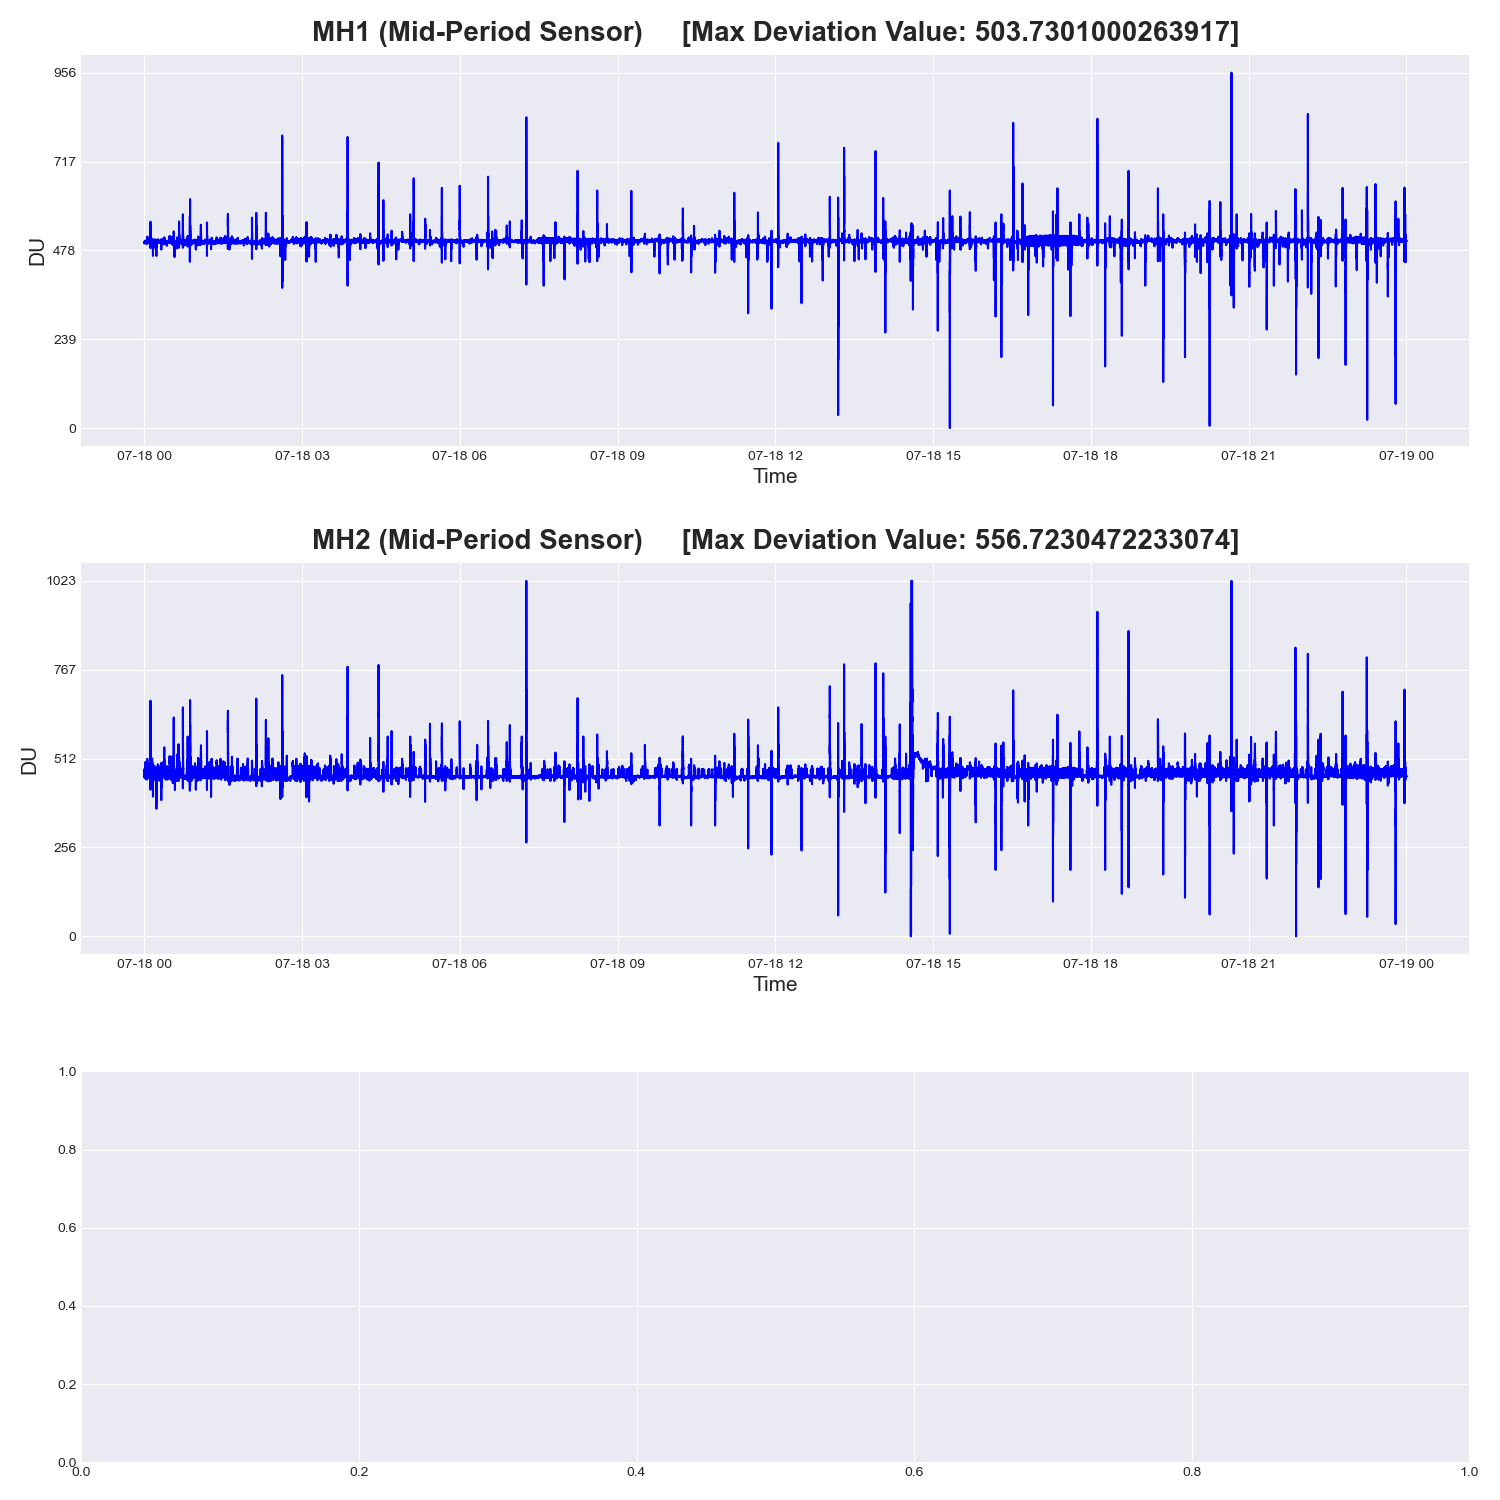 MH1 (Mid-Period Sensor) [Max Deviation Value: 503.7301000263917]
956
717
478
239
0
DU
07-18 00 07-18 03 07-18 06 07-18 09 07-18 12 07-18 15 07-18 18 07-18 21 07-19 00
Time
MH2 (Mid-Period Sensor) [Max Deviation Value: 556.7230472233074]
1023
767
512
256
0
DU
07-18 00 07-18 03 07-18 06 07-18 09 07-18 12 07-18 15 07-18 18 07-18 21 07-19 00
Time
1.0
0.8
0.6
0.4
0.2
0.0
0.0 0.2 0.4 0.6 0.8 1.0